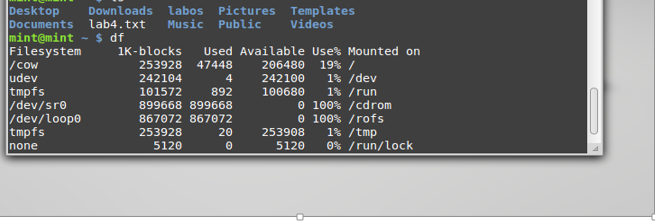 Desktop Downloads labos Pictures Templates
Documents lab4.txt Music Public Videos
mint@mint ~ $ df
Filesystem 1K-blocks Used Available Use% Mounted on
/cow 253928 47448 206480 19% /
udev 242104 4 242100 1% /dev
tmpfs 101572 892 100680 1% /run
/dev/sr0 899668 899668 0 100% /cdrom
/dev/loop0 867072 867072 0 100% /rofs
tmpfs 253928 20 253908 1% /tmp
none 5120 0 5120 0% /run/lock